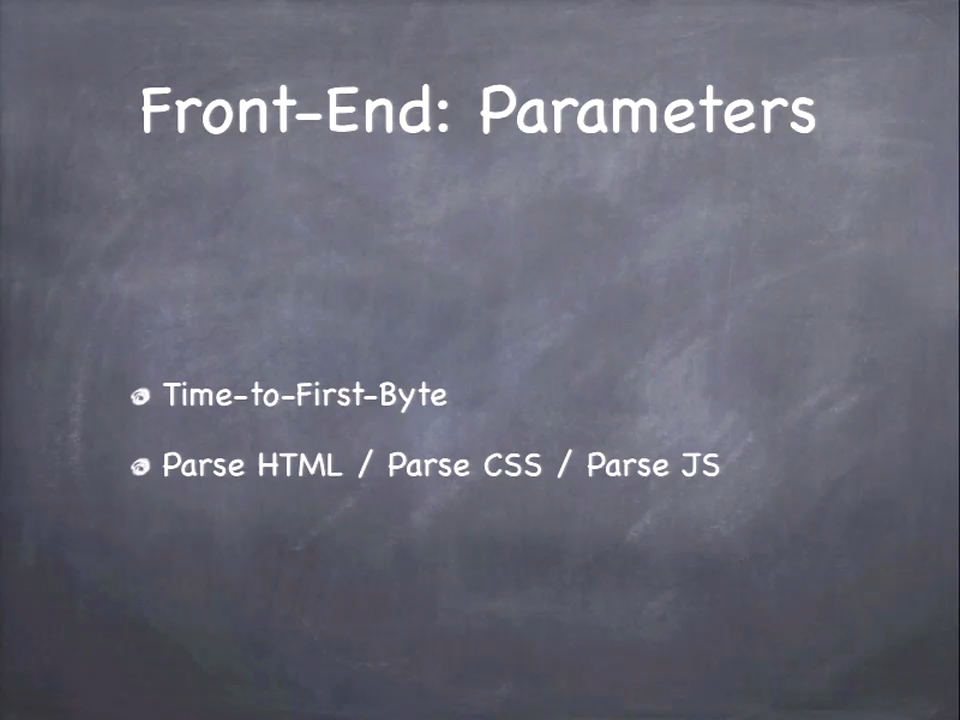 Front-End: Parameters
Time-to-First-Byte
Parse HTML / Parse CSS / Parse JS